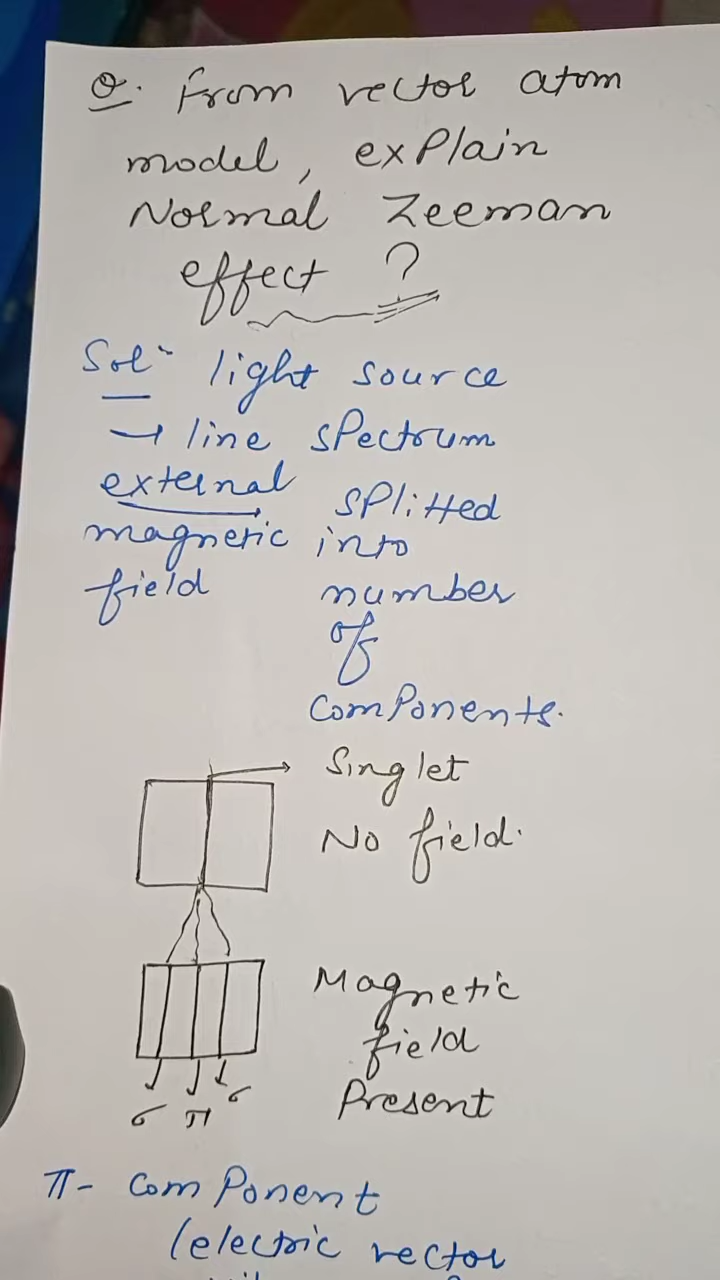 Q. From vector atom
model, explain
Normal Zeeman
effect ?
Sol- light source
→ line spectrum
external splitted
magnetic into
field number
of
components.
Singlet
No field.
Magnetic
field
Present
σ π σ
π- component
(electric vector